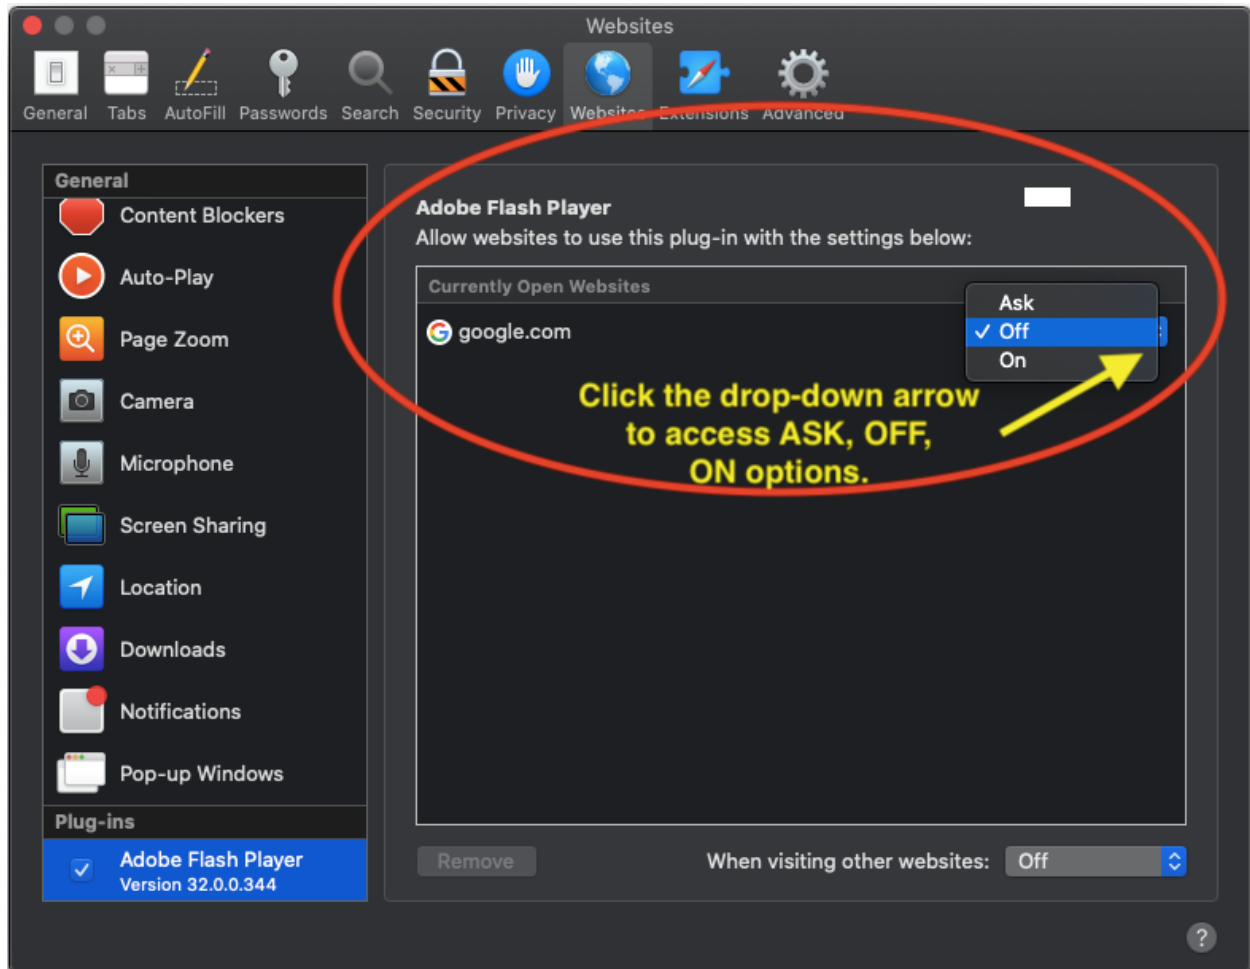 Websites
General Tabs AutoFill Passwords Search Security Privacy Websites Extensions Advanced
General
Content Blockers
Auto-Play
Page Zoom
Camera
Microphone
Screen Sharing
Location
Downloads
Notifications
Pop-up Windows
Plug-ins
Adobe Flash Player
Version 32.0.0.344
Adobe Flash Player
Allow websites to use this plug-in with the settings below:
Currently Open Websites
google.com
Ask
✓ Off
On
Click the drop-down arrow
to access ASK, OFF,
ON options.
Remove
When visiting other websites: Off
?